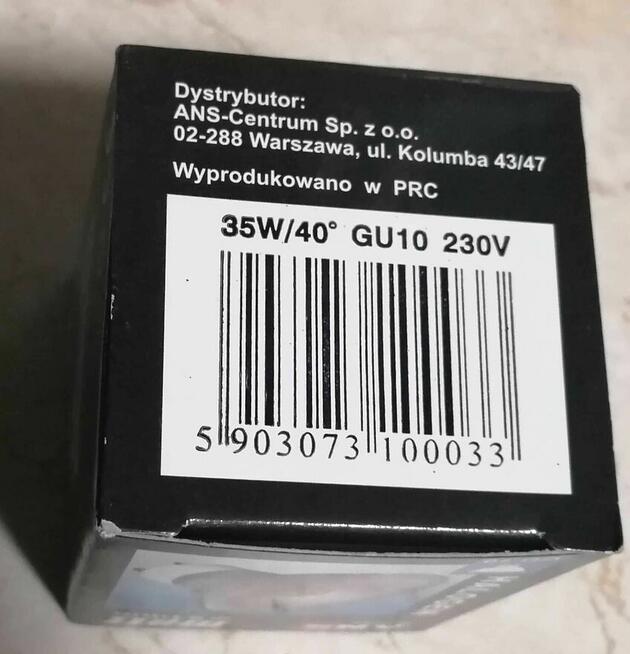 Dystrybutor:
ANS-Centrum Sp. z o.o.
02-288 Warszawa, ul. Kolumba 43/47
Wyprodukowano w PRC
35W/40° GU10 230V
5 903073 100033